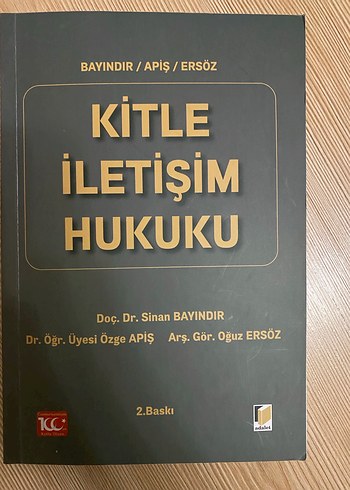 BAYINDIR / APİŞ / ERSÖZ
KİTLE
İLETİŞİM
HUKUKU
Doç. Dr. Sinan BAYINDIR
Dr. Öğr. Üyesi Özge APİŞ Arş. Gör. Oğuz ERSÖZ
2.Baskı
adalet